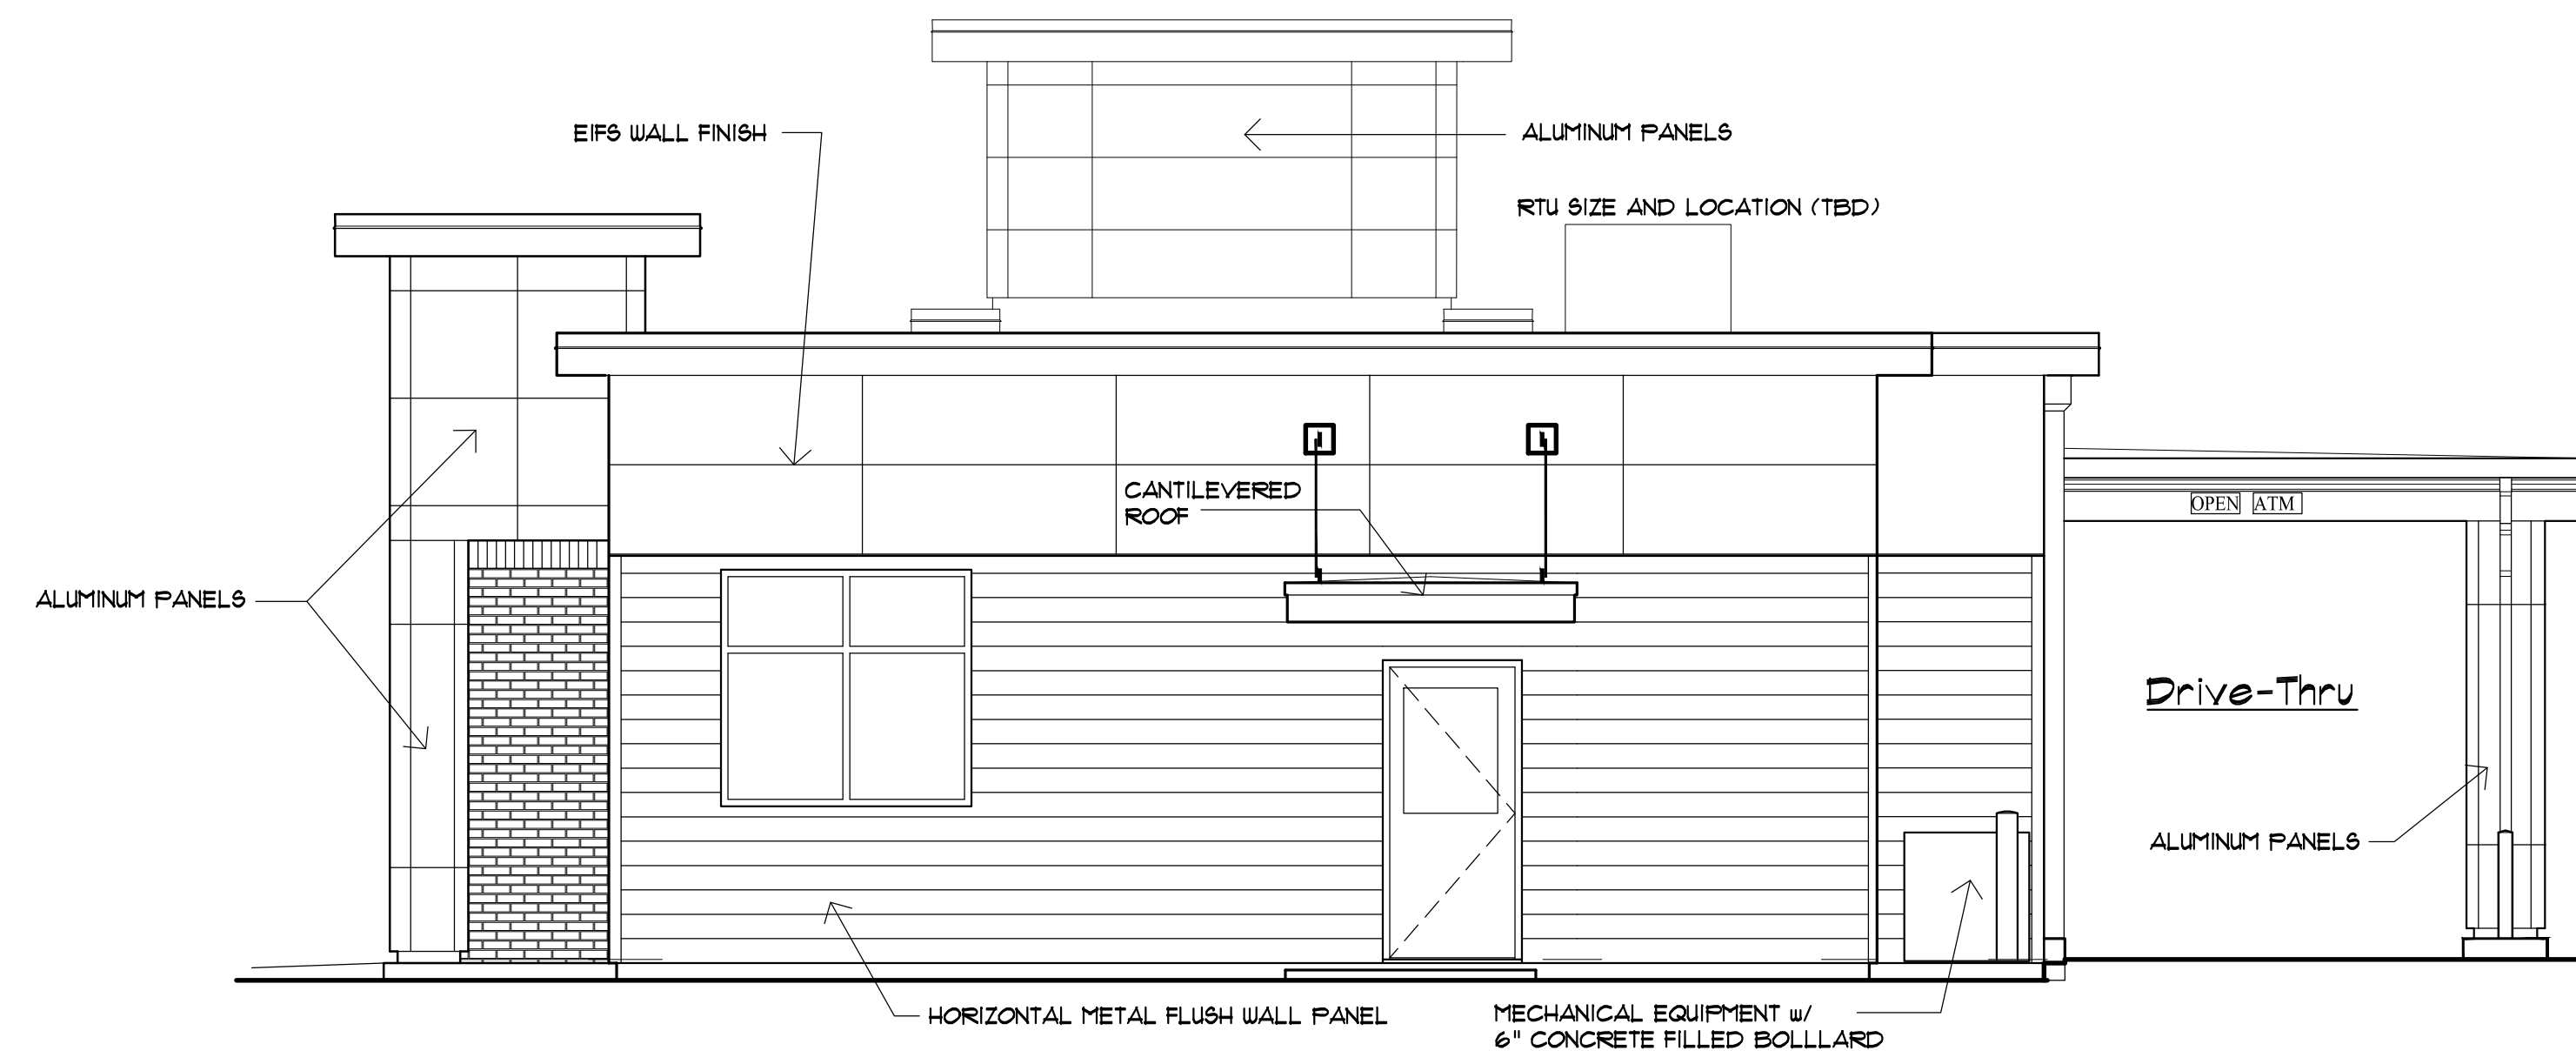 EIFS WALL FINISH
ALUMINUM PANELS
RTU SIZE AND LOCATION (TBD)
CANTILEVERED
ROOF
OPEN ATM
ALUMINUM PANELS
Drive-Thru
ALUMINUM PANELS
HORIZONTAL METAL FLUSH WALL PANEL
MECHANICAL EQUIPMENT w/
6" CONCRETE FILLED BOLLLARD